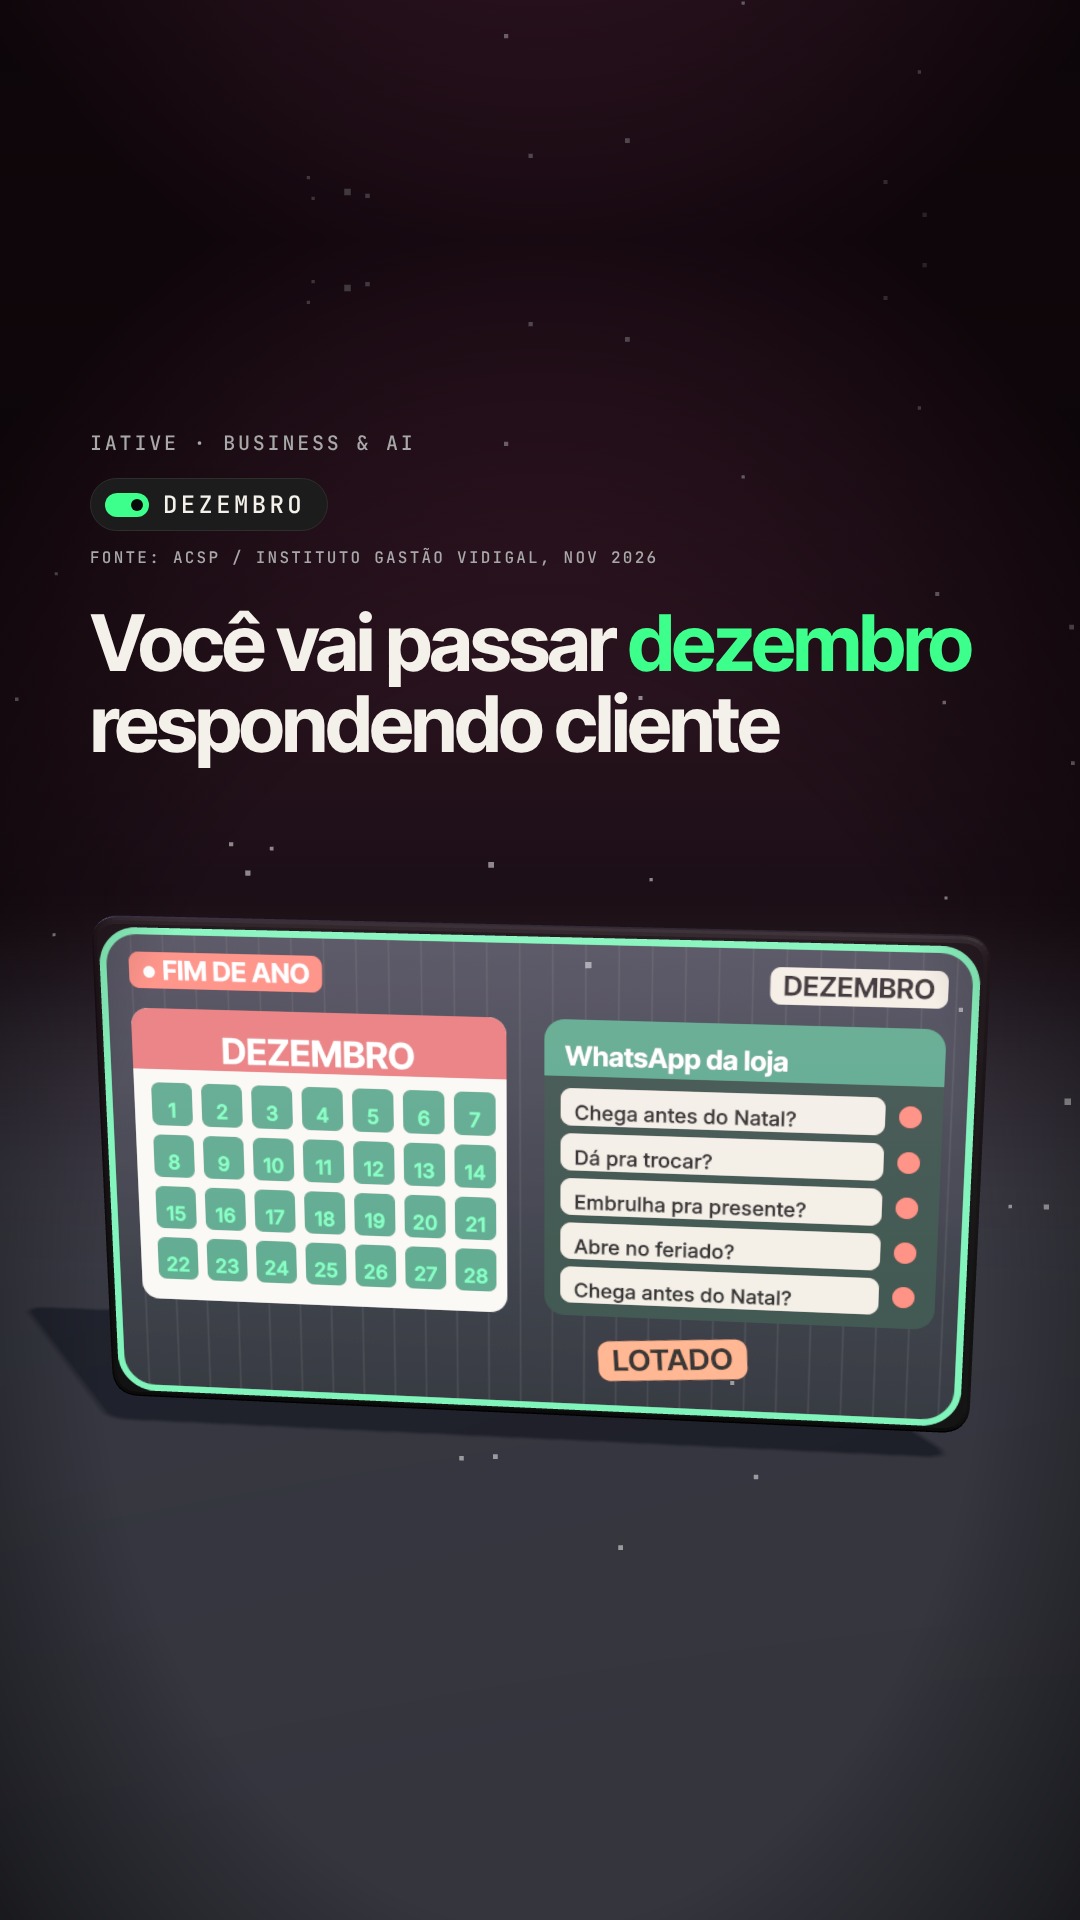 IATIVE · BUSINESS & AI
DEZEMBRO
FONTE: ACSP / INSTITUTO GASTÃO VIDIGAL, NOV 2026
Você vai passar dezembro
respondendo cliente
FIM DE ANO
DEZEMBRO
DEZEMBRO
1 2 3 4 5 6 7
8 9 10 11 12 13 14
15 16 17 18 19 20 21
22 23 24 25 26 27 28
WhatsApp da loja
Chega antes do Natal?
Dá pra trocar?
Embrulha pra presente?
Abre no feriado?
Chega antes do Natal?
LOTADO